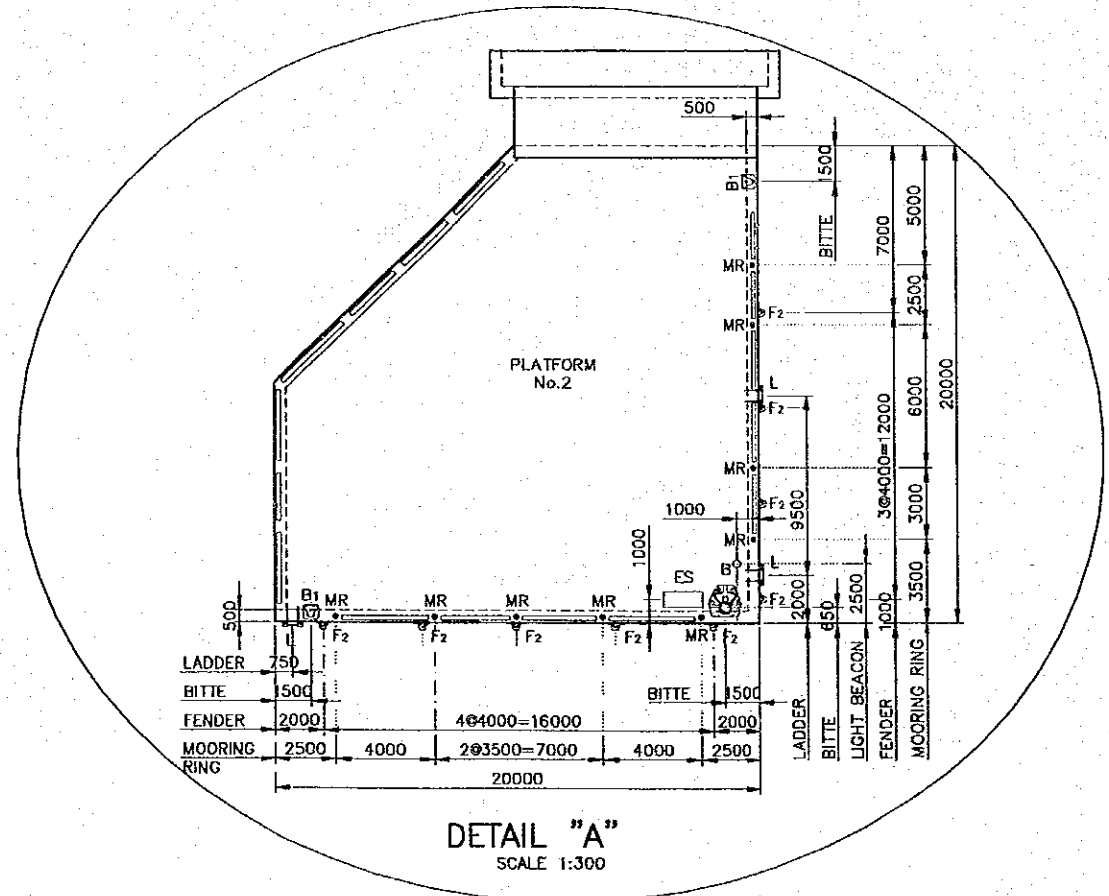 500
1500
BITTE
B1
7000
5000
MR
2500
F2
MR
PLATFORM
No.2
L
F2
6000
20000
MR
3@4000=12000
9500
F2
3000
1000
MR
1000
ES
B
L
2000
650
2500
F2
1000
3500
500
B1
MR
MR
MR
MR
MR
L
F2
F2
F2
F2
F2
LADDER
750
BITTE
1500
BITTE
1500
FENDER
2000
4@4000=16000
2000
MOORING
RING
2500
4000
2@3500=7000
4000
2500
20000
LADDER
BITTE
LIGHT BEACON
FENDER
MOORING RING
DETAIL "A"
SCALE 1:300